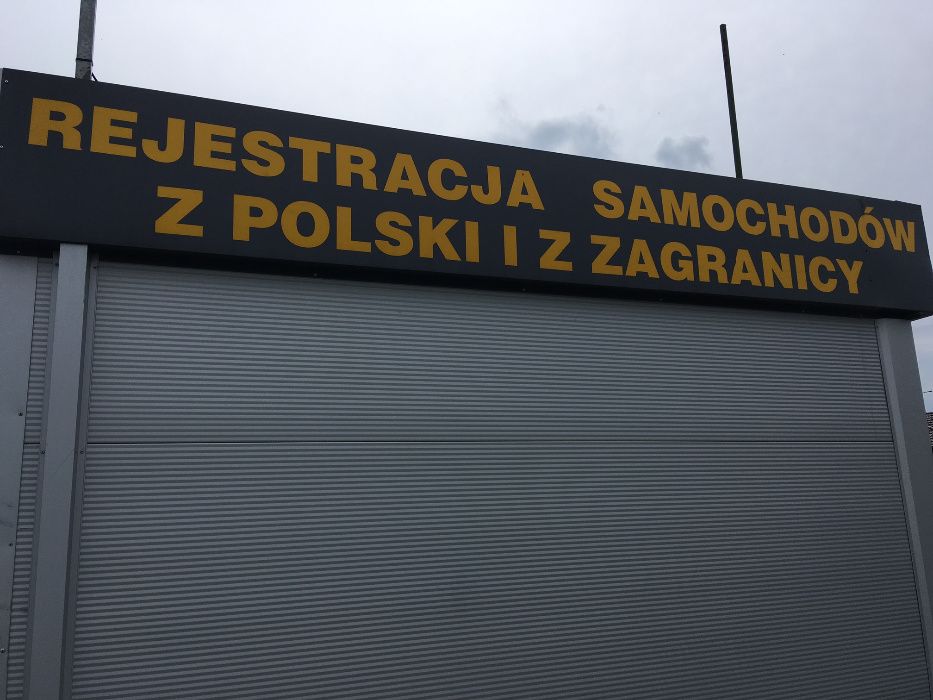 REJESTRACJA SAMOCHODÓW
Z POLSKI I Z ZAGRANICY